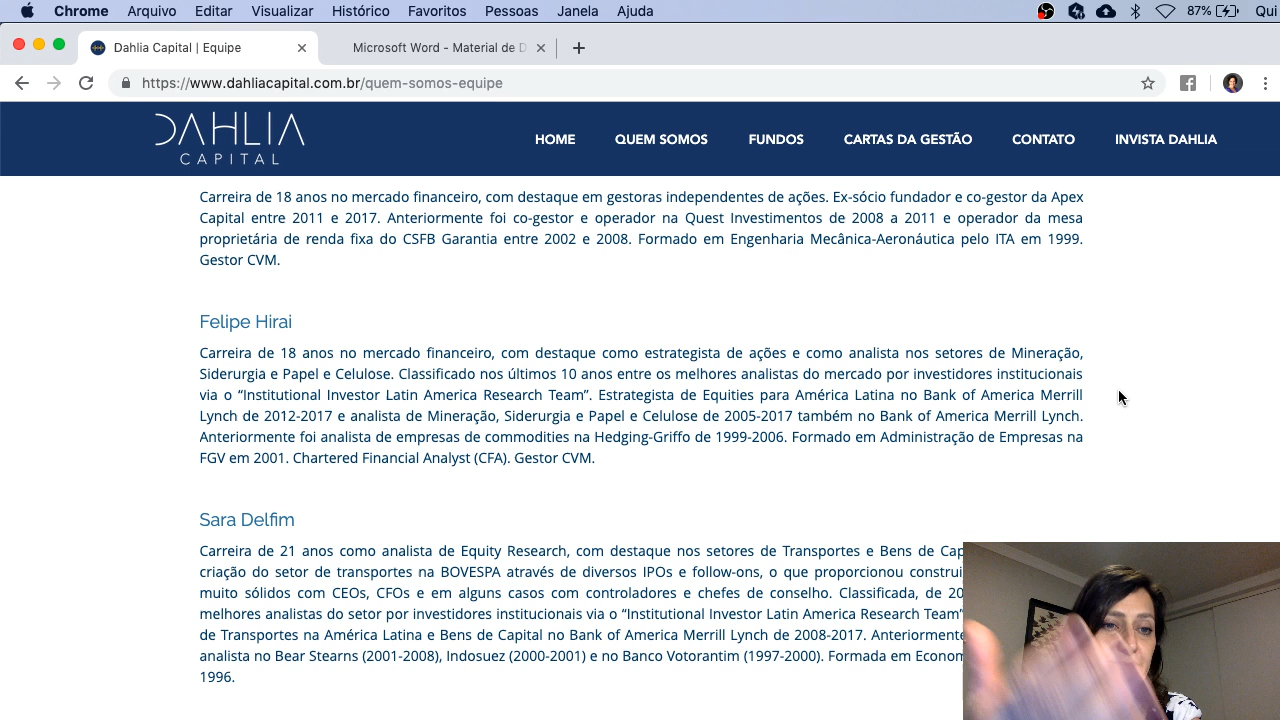 Chrome Arquivo Editar Visualizar Histórico Favoritos Pessoas Janela Ajuda 87% Qui
Dahlia Capital | Equipe Microsoft Word - Material de D
https://www.dahliacapital.com.br/quem-somos-equipe
DAHLIA
CAPITAL
HOME QUEM SOMOS FUNDOS CARTAS DA GESTÃO CONTATO INVISTA DAHLIA
Carreira de 18 anos no mercado financeiro, com destaque em gestoras independentes de ações. Ex-sócio fundador e co-gestor da Apex
Capital entre 2011 e 2017. Anteriormente foi co-gestor e operador na Quest Investimentos de 2008 a 2011 e operador da mesa
proprietária de renda fixa do CSFB Garantia entre 2002 e 2008. Formado em Engenharia Mecânica-Aeronáutica pelo ITA em 1999.
Gestor CVM.
Felipe Hirai
Carreira de 18 anos no mercado financeiro, com destaque como estrategista de ações e como analista nos setores de Mineração,
Siderurgia e Papel e Celulose. Classificado nos últimos 10 anos entre os melhores analistas do mercado por investidores institucionais
via o “Institutional Investor Latin America Research Team”. Estrategista de Equities para América Latina no Bank of America Merrill
Lynch de 2012-2017 e analista de Mineração, Siderurgia e Papel e Celulose de 2005-2017 também no Bank of America Merrill Lynch.
Anteriormente foi analista de empresas de commodities na Hedging-Griffo de 1999-2006. Formado em Administração de Empresas na
FGV em 2001. Chartered Financial Analyst (CFA). Gestor CVM.
Sara Delfim
Carreira de 21 anos como analista de Equity Research, com destaque nos setores de Transportes e Bens de Cap
criação do setor de transportes na BOVESPA através de diversos IPOs e follow-ons, o que proporcionou construi
muito sólidos com CEOs, CFOs e em alguns casos com controladores e chefes de conselho. Classificada, de 20
melhores analistas do setor por investidores institucionais via o “Institutional Investor Latin America Research Team”
de Transportes na América Latina e Bens de Capital no Bank of America Merrill Lynch de 2008-2017. Anteriormente
analista no Bear Stearns (2001-2008), Indosuez (2000-2001) e no Banco Votorantim (1997-2000). Formada em Econom
1996.